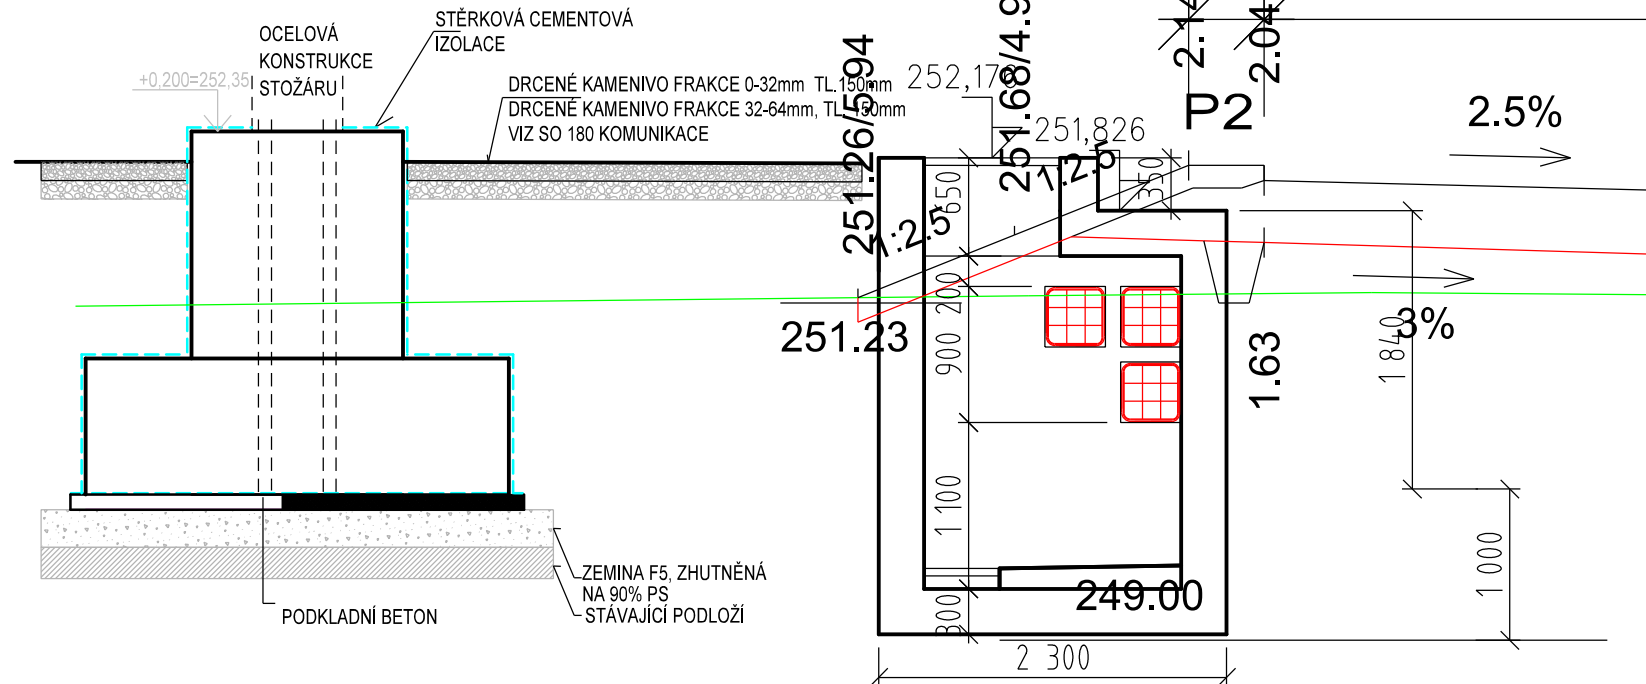 OCELOVÁ
KONSTRUKCE
STOŽÁRU
STĚRKOVÁ CEMENTOVÁ
IZOLACE
+0,200=252,35
DRCENÉ KAMENIVO FRAKCE 0-32mm TL.150mm
DRCENÉ KAMENIVO FRAKCE 32-64mm, TL. 150mm
VIZ SO 180 KOMUNIKACE
ZEMINA F5, ZHUTNĚNÁ
NA 90% PS
STÁVAJÍCÍ PODLOŽÍ
PODKLADNÍ BETON
251.26/5.94
252,176
251.68/4.9
251,826
2.14
2.04
P2
2.5%
1:2.5
1:2.5
650
350
200
900
1 100
300
251.23
249.00
2 300
1.63
3%
1840
1 000